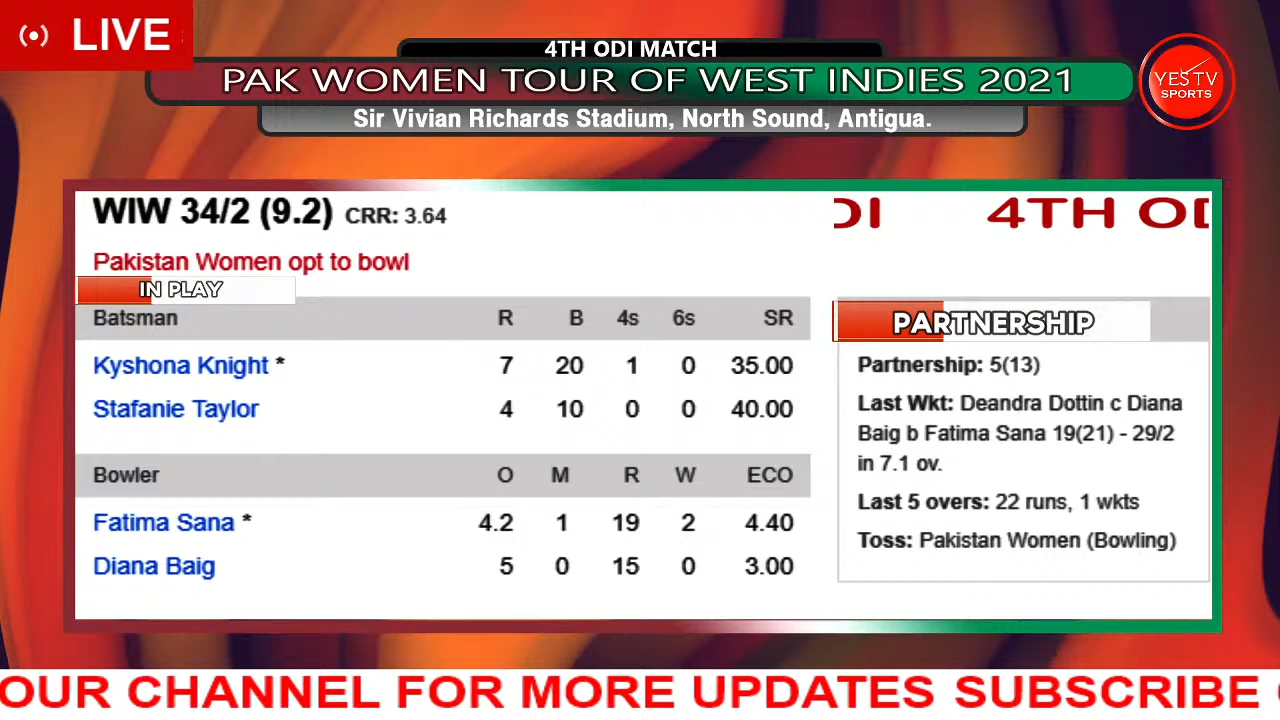 LIVE
4TH ODI MATCH
PAK WOMEN TOUR OF WEST INDIES 2021
Sir Vivian Richards Stadium, North Sound, Antigua.
YESTV
SPORTS
WIW 34/2 (9.2) CRR: 3.64
DI 4TH OD
Pakistan Women opt to bowl
IN PLAY
Batsman R B 4s 6s SR
Kyshona Knight * 7 20 1 0 35.00
Stafanie Taylor 4 10 0 0 40.00
Bowler O M R W ECO
Fatima Sana * 4.2 1 19 2 4.40
Diana Baig 5 0 15 0 3.00
PARTNERSHIP
Partnership: 5(13)
Last Wkt: Deandra Dottin c Diana
Baig b Fatima Sana 19(21) - 29/2
in 7.1 ov.
Last 5 overs: 22 runs, 1 wkts
Toss: Pakistan Women (Bowling)
OUR CHANNEL FOR MORE UPDATES SUBSCRIBE